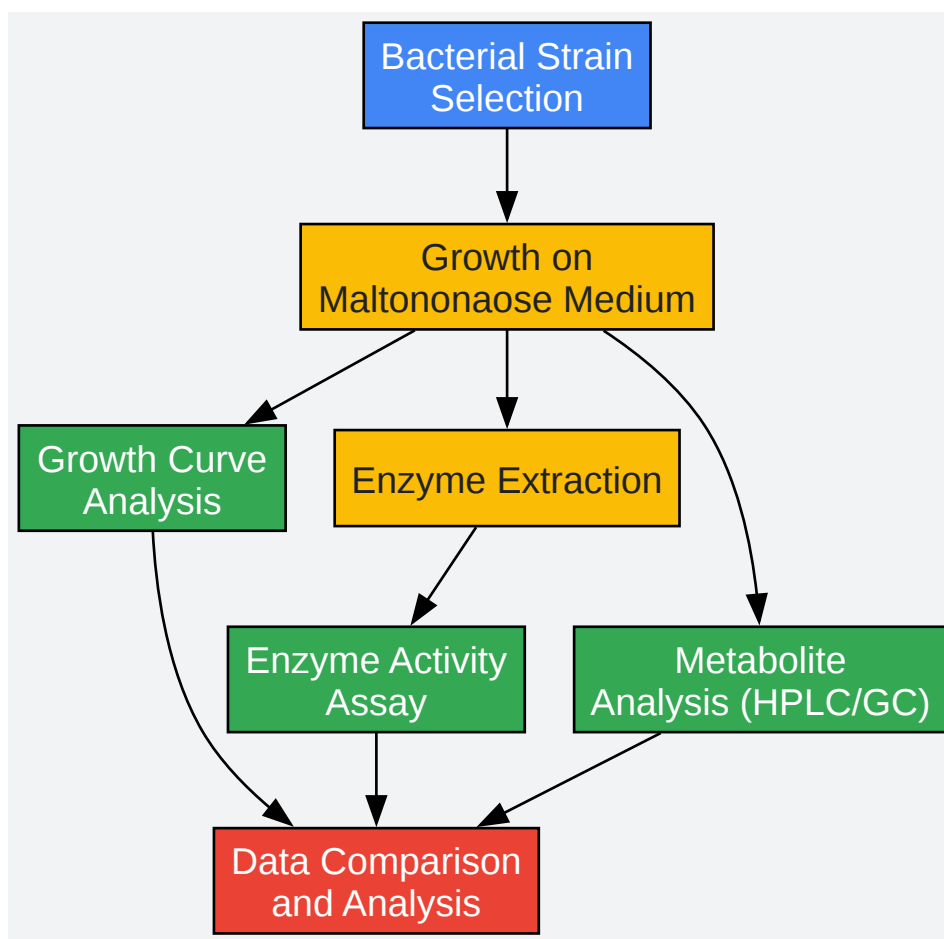 Bacterial Strain
Selection
Growth on
Maltononaose Medium
Growth Curve
Analysis
Enzyme Extraction
Enzyme Activity
Assay
Metabolite
Analysis (HPLC/GC)
Data Comparison
and Analysis